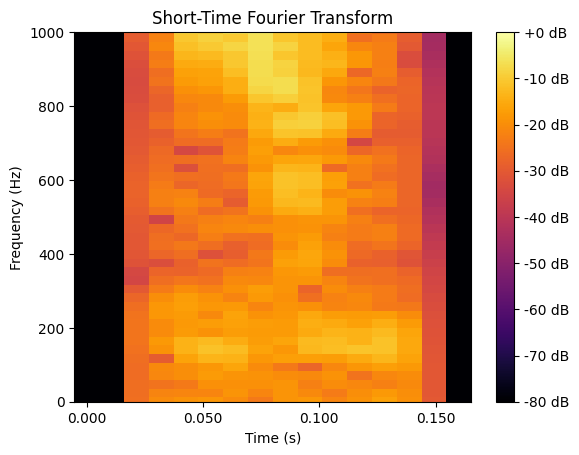 Short-Time Fourier Transform
1000
800
600
400
200
0
Frequency (Hz)
0.000
0.050
0.100
0.150
Time (s)
+0 dB
-10 dB
-20 dB
-30 dB
-40 dB
-50 dB
-60 dB
-70 dB
-80 dB